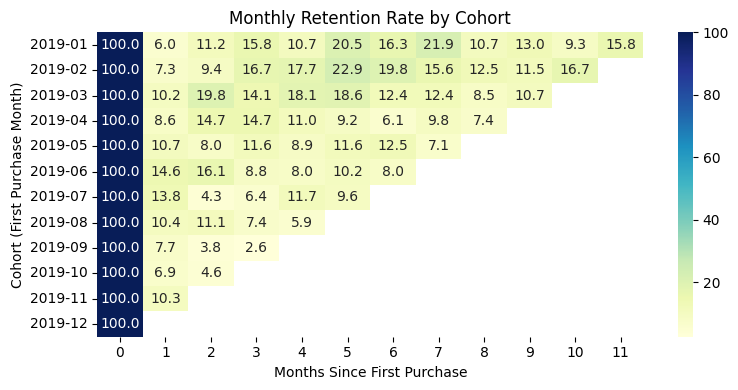 Monthly Retention Rate by Cohort
Cohort (First Purchase Month)
2019-01 100.0 6.0 11.2 15.8 10.7 20.5 16.3 21.9 10.7 13.0 9.3 15.8
2019-02 100.0 7.3 9.4 16.7 17.7 22.9 19.8 15.6 12.5 11.5 16.7
2019-03 100.0 10.2 19.8 14.1 18.1 18.6 12.4 12.4 8.5 10.7
2019-04 100.0 8.6 14.7 14.7 11.0 9.2 6.1 9.8 7.4
2019-05 100.0 10.7 8.0 11.6 8.9 11.6 12.5 7.1
2019-06 100.0 14.6 16.1 8.8 8.0 10.2 8.0
2019-07 100.0 13.8 4.3 6.4 11.7 9.6
2019-08 100.0 10.4 11.1 7.4 5.9
2019-09 100.0 7.7 3.8 2.6
2019-10 100.0 6.9 4.6
2019-11 100.0 10.3
2019-12 100.0
0 1 2 3 4 5 6 7 8 9 10 11
Months Since First Purchase
100
80
60
40
20